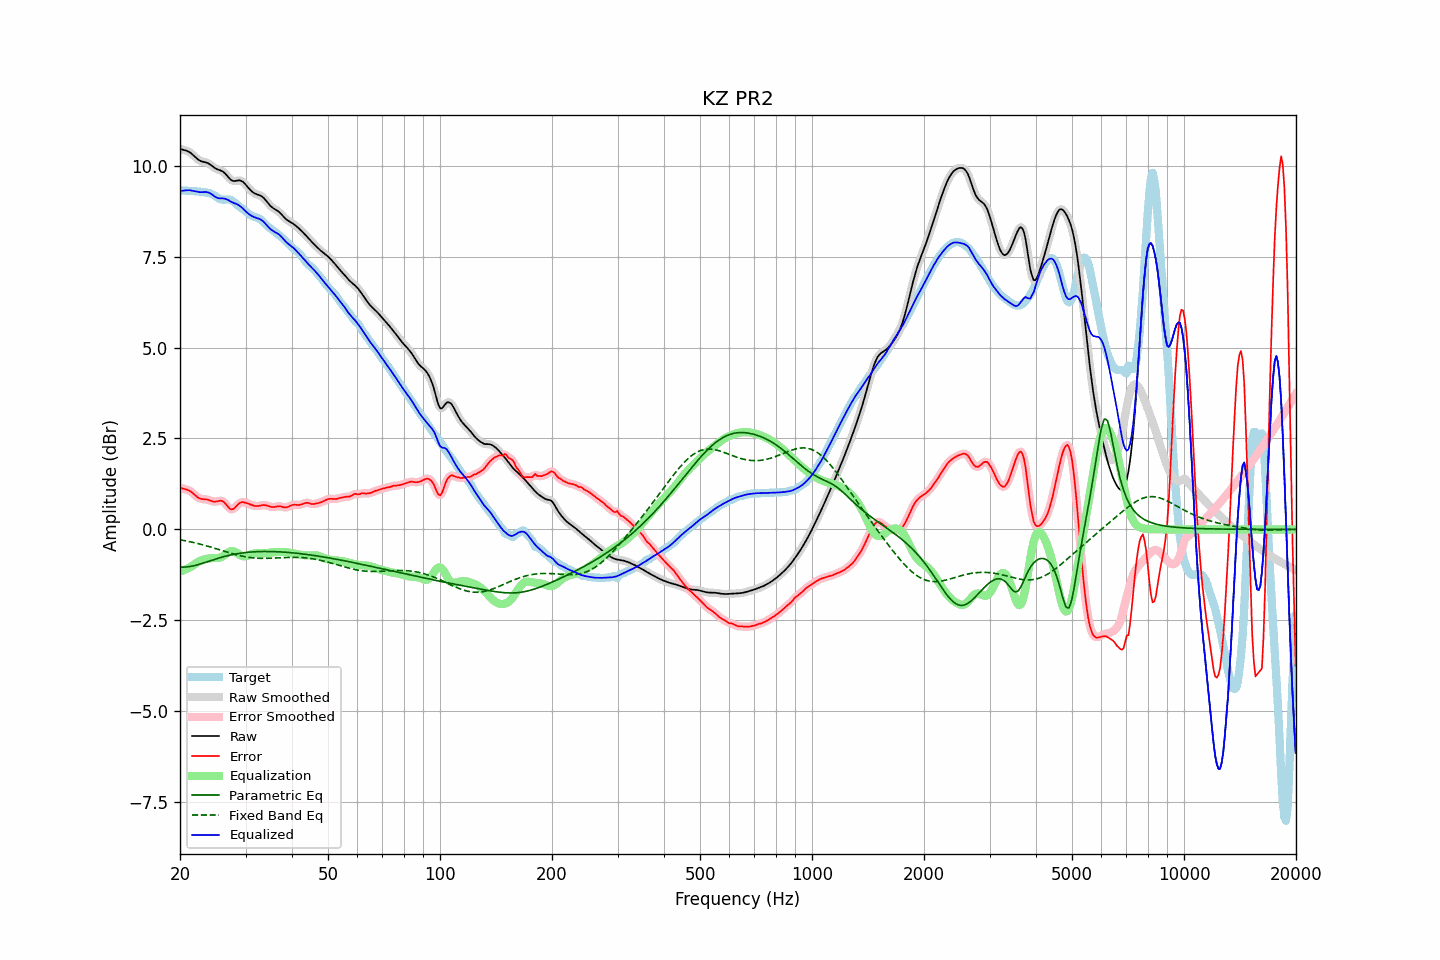 KZ PR2
Amplitude (dBr)
10.0
7.5
5.0
2.5
0.0
−2.5
−5.0
−7.5
Target
Raw Smoothed
Error Smoothed
Raw
Error
Equalization
Parametric Eq
Fixed Band Eq
Equalized
20 50 100 200 500 1000 2000 5000 10000 20000
Frequency (Hz)